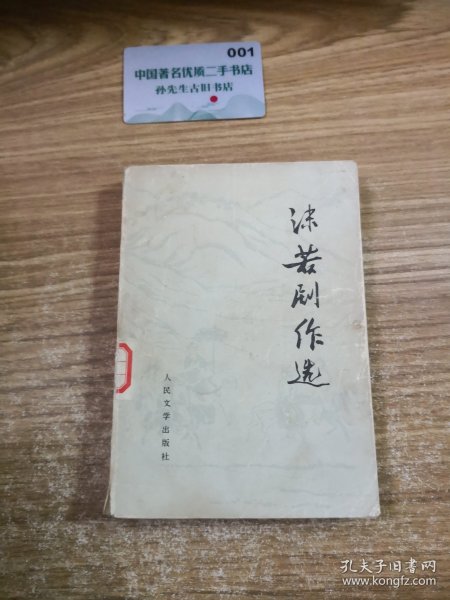 001
中国著名优质二手书店
孙先生古旧书店
沫若剧作选
人民文学出版社
孔夫子旧书网
www.kongfz.com